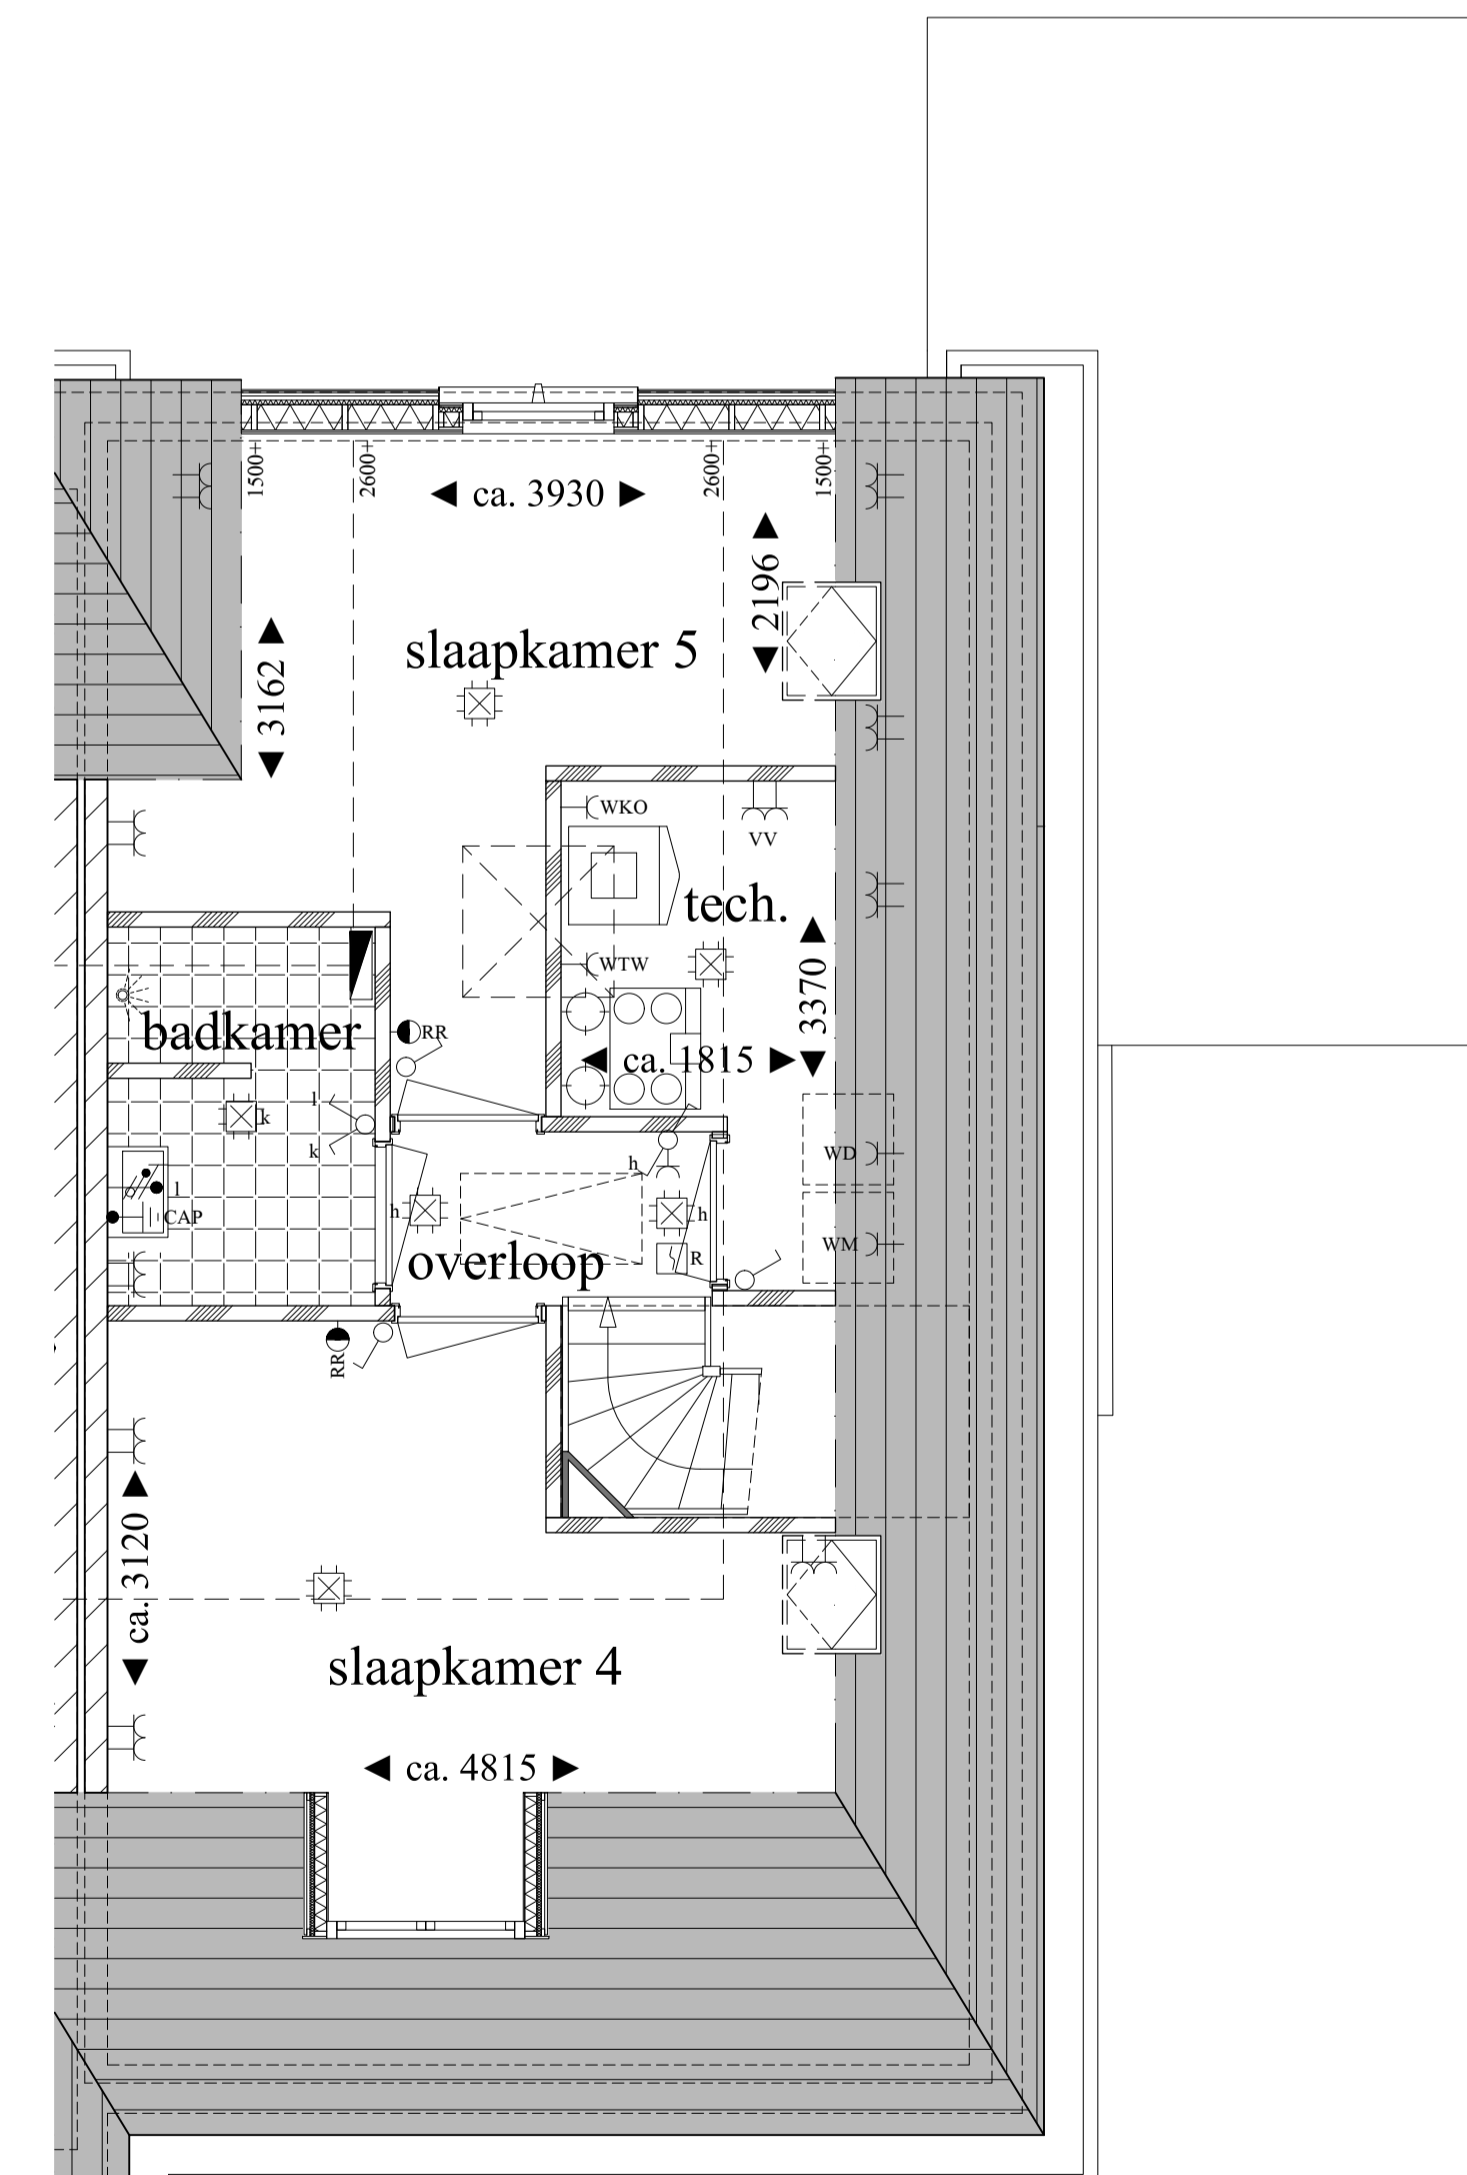 1500+
2600+
ca. 3930
2600+
1500+
2196
slaapkamer 5
3162
WKO
VV
tech.
WTW
3370
badkamer
RR
ca. 1815
l
k
k
h
WD
l
h
h
CAP
WM
overloop
R
RR
ca. 3120
slaapkamer 4
ca. 4815